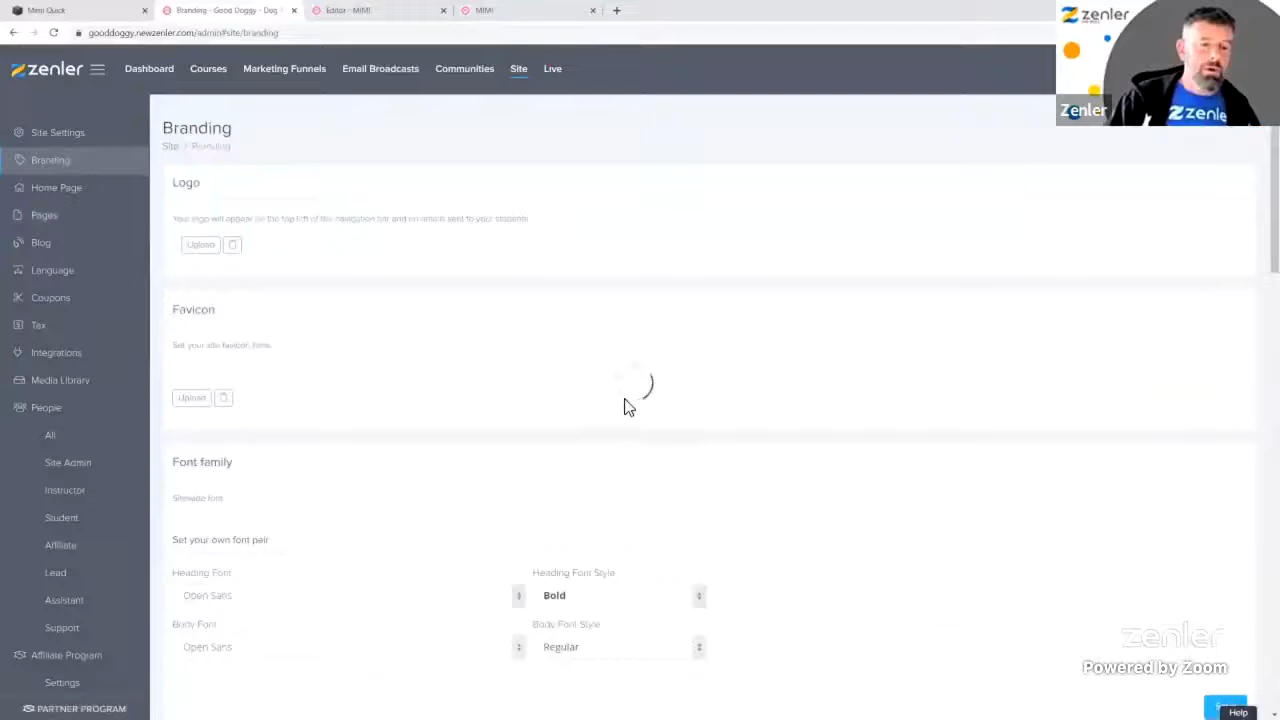 Mimi Quick
Branding - Good Doggy - Dog
Editor - MIMI
MIMI
gooddoggy.newzenler.com/admin#site/branding
zenler
Dashboard
Courses
Marketing Funnels
Email Broadcasts
Communities
Site
Live
zenler
Zenler
zenler
Site Settings
Branding
Home Page
Pages
Blog
Language
Coupons
Tax
Integrations
Media Library
People
All
Site Admin
Instructor
Student
Affiliate
Lead
Assistant
Support
Affiliate Program
Settings
PARTNER PROGRAM
Branding
Site / Branding
Logo
Your logo will appear on the top left of the navigation bar and on emails sent to your students
Upload
Favicon
Set your site favicon here.
Upload
Font family
Sitewide font
Set your own font pair
Heading Font
Heading Font Style
Open Sans
Bold
Body Font
Body Font Style
Open Sans
Regular
zenler
Powered by Zoom
Help